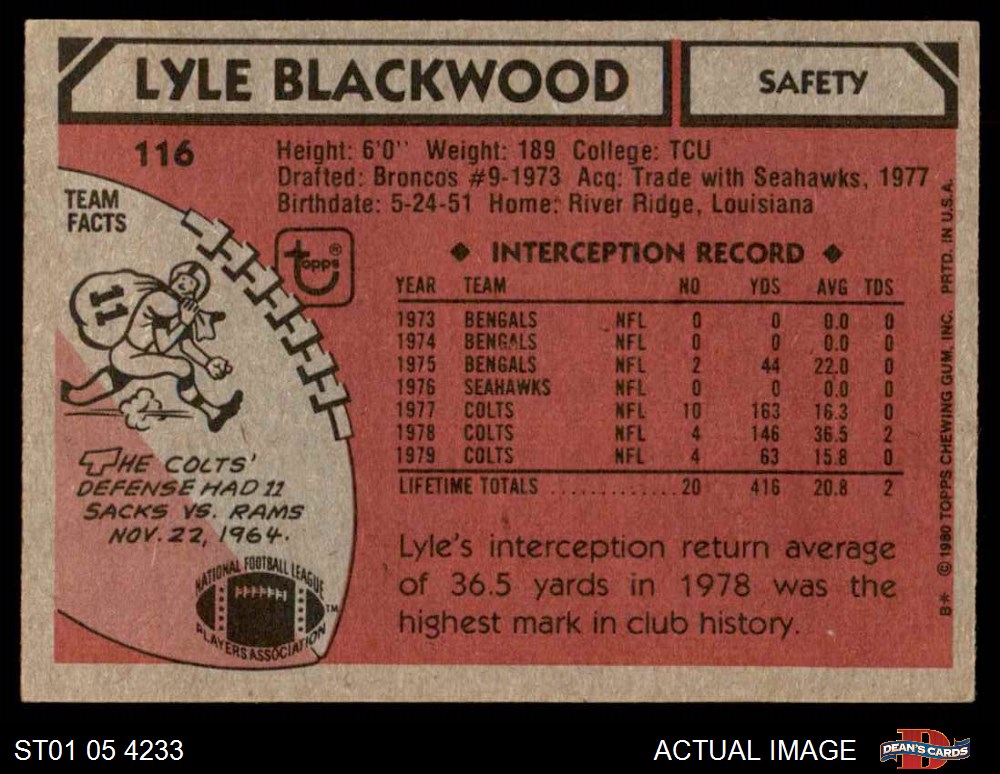 LYLE BLACKWOOD
SAFETY
116
Height: 6'0" Weight: 189 College: TCU
Drafted: Broncos #9-1973 Acq: Trade with Seahawks, 1977
Birthdate: 5-24-51 Home: River Ridge, Louisiana
TEAM
FACTS
11
THE COLTS'
DEFENSE HAD 11
SACKS VS. RAMS
NOV. 22, 1964.
NATIONAL FOOTBALL LEAGUE
PLAYERS ASSOCIATION
TM
topps ®
◆ INTERCEPTION RECORD ◆
YEAR TEAM NO YDS AVG TDS
1973 BENGALS NFL 0 0 0.0 0
1974 BENGALS NFL 0 0 0.0 0
1975 BENGALS NFL 2 44 22.0 0
1976 SEAHAWKS NFL 0 0 0.0 0
1977 COLTS NFL 10 163 16.3 0
1978 COLTS NFL 4 146 36.5 2
1979 COLTS NFL 4 63 15.8 0
LIFETIME TOTALS ............. 20 416 20.8 2
Lyle's interception return average
of 36.5 yards in 1978 was the
highest mark in club history.
B* © 1980 TOPPS CHEWING GUM, INC. PRTD. IN U.S.A.
ST01 05 4233
ACTUAL IMAGE
DEAN'S CARDS